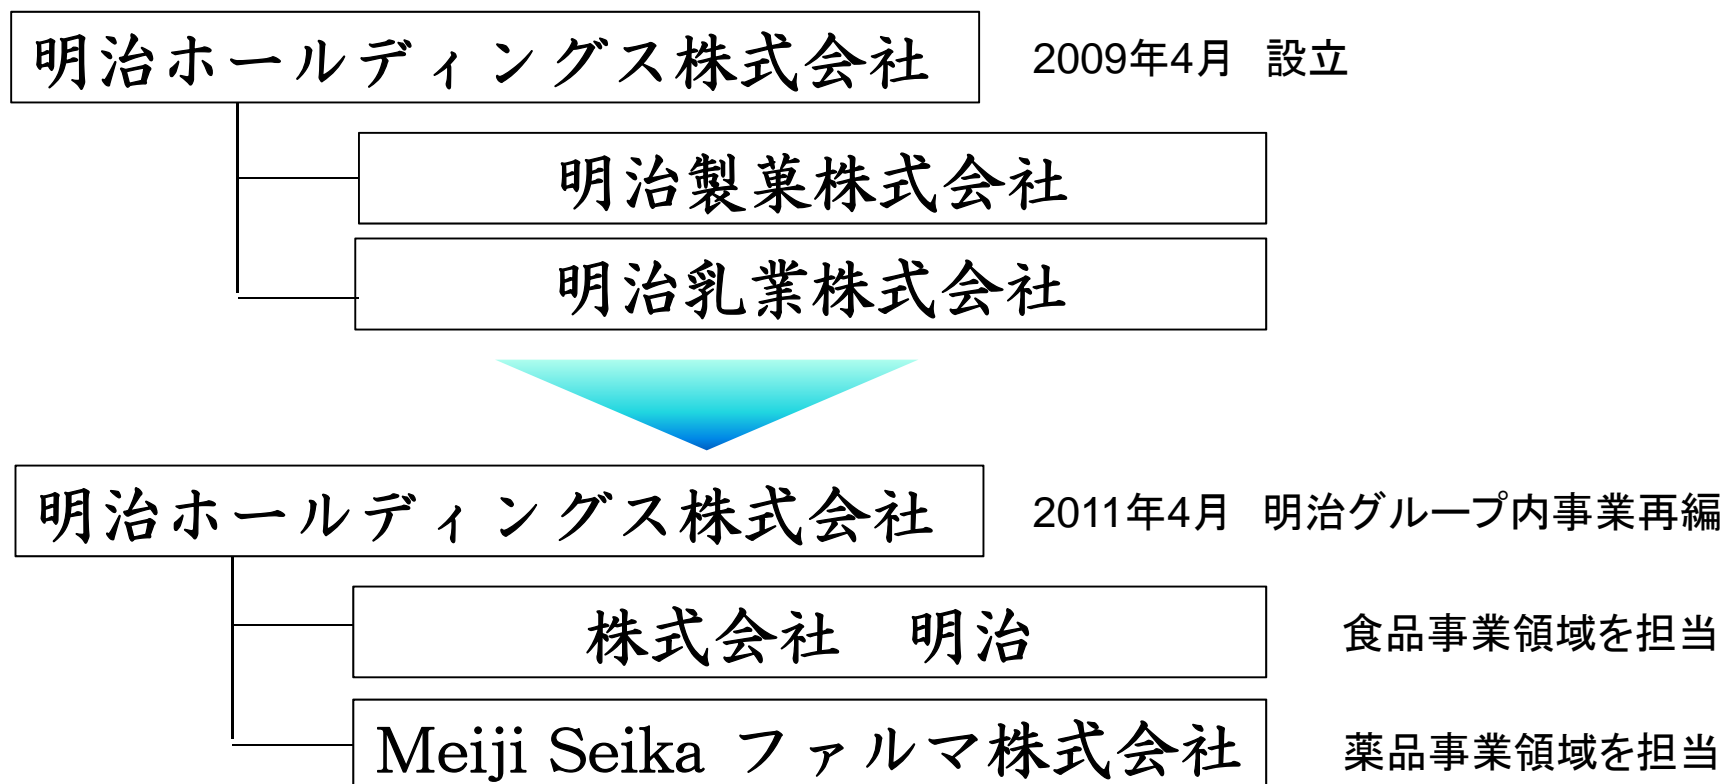 明治ホールディングス株式会社 2009年4月 設立
明治製菓株式会社
明治乳業株式会社
明治ホールディングス株式会社 2011年4月 明治グループ内事業再編
株式会社 明治 食品事業領域を担当
Meiji Seika ファルマ株式会社 薬品事業領域を担当